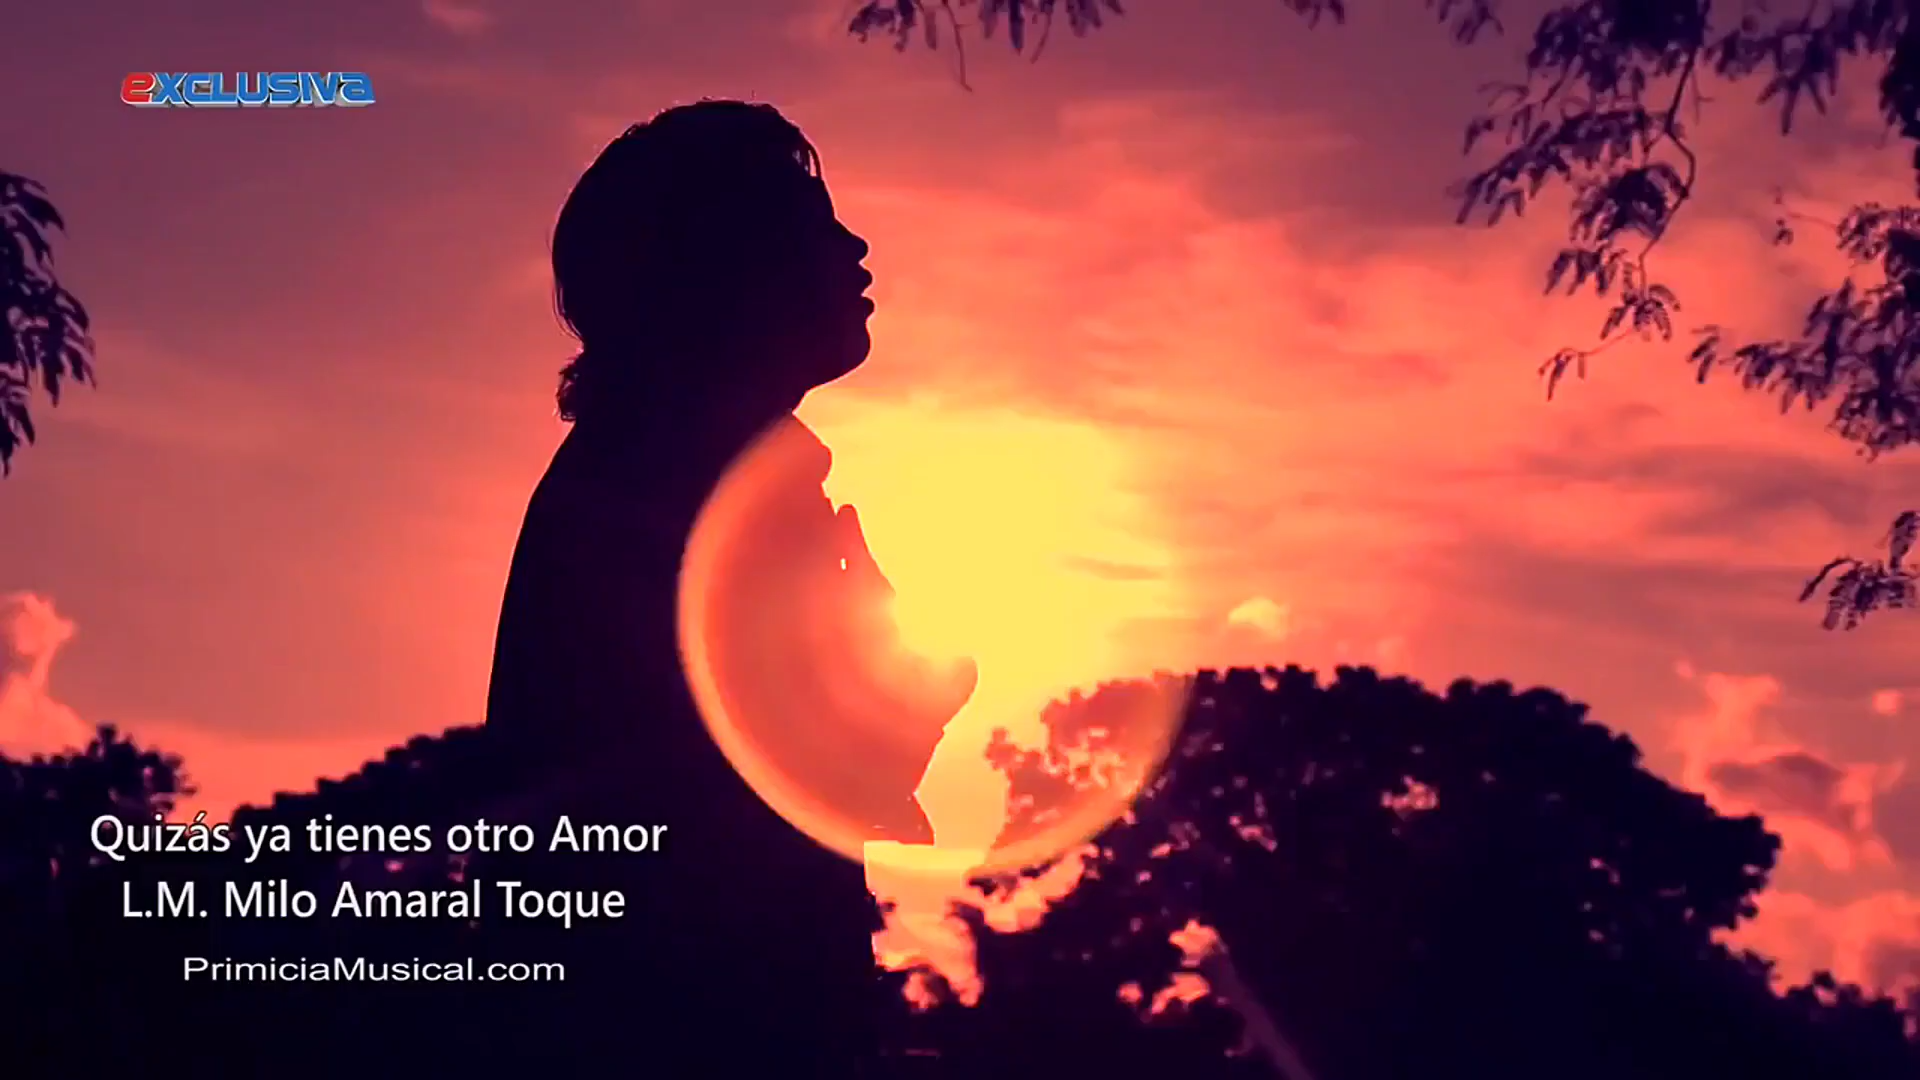 exclusiva
Quizás ya tienes otro Amor
L.M. Milo Amaral Toque
PrimiciaMusical.com